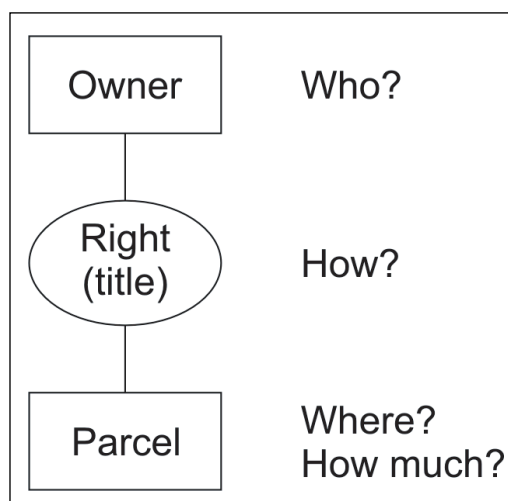 Owner Who?
Right
(title)
How?
Parcel
Where?
How much?